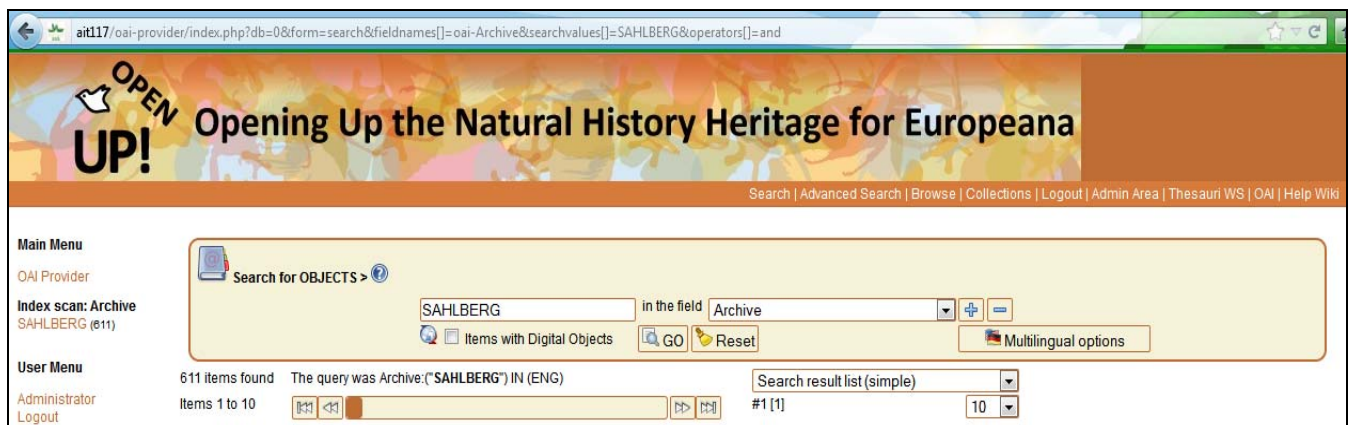 ait117/oai-provider/index.php?db=0&form=search&fieldnames[]=oai-Archive&searchvalues[]=SAHLBERG&operators[]=and
OPEN
UP!
Opening Up the Natural History Heritage for Europeana
Search | Advanced Search | Browse | Collections | Logout | Admin Area | Thesauri WS | OAI | Help Wiki
Main Menu
OAI Provider
Index scan: Archive
SAHLBERG (611)
User Menu
Administrator
Logout
Search for OBJECTS >
SAHLBERG in the field Archive
Items with Digital Objects GO Reset Multilingual options
611 items found The query was Archive:("SAHLBERG") IN (ENG) Search result list (simple)
Items 1 to 10 #1 [1] 10